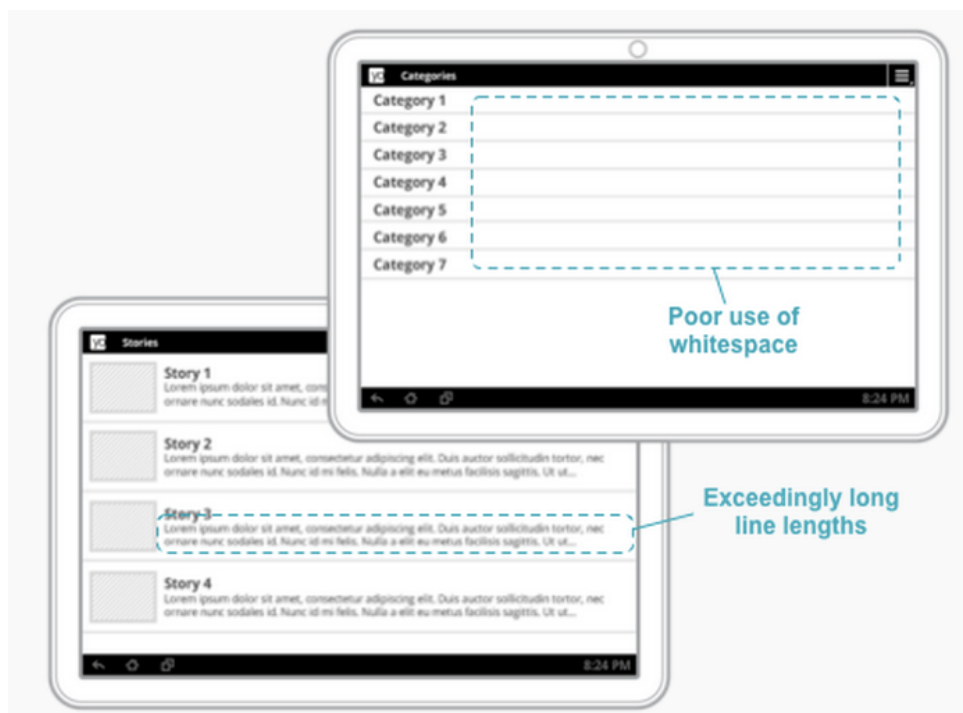 yo Categories
Category 1
Category 2
Category 3
Category 4
Category 5
Category 6
Category 7
Poor use of
whitespace
8:24 PM
yo Stories
Story 1
Lorem ipsum dolor sit amet, cons
ornare nunc sodales id. Nunc id m
Story 2
Lorem ipsum dolor sit amet, consectetur adipiscing elit. Duis auctor sollicitudin tortor, nec
ornare nunc sodales id. Nunc id mi felis. Nulla a elit eu metus facilisis sagittis. Ut ut...
Story 3
Lorem ipsum dolor sit amet, consectetur adipiscing elit. Duis auctor sollicitudin tortor, nec
ornare nunc sodales id. Nunc id mi felis. Nulla a elit eu metus facilisis sagittis. Ut ut...
Exceedingly long
line lengths
Story 4
Lorem ipsum dolor sit amet, consectetur adipiscing elit. Duis auctor sollicitudin tortor, nec
ornare nunc sodales id. Nunc id mi felis. Nulla a elit eu metus facilisis sagittis. Ut ut...
8:24 PM